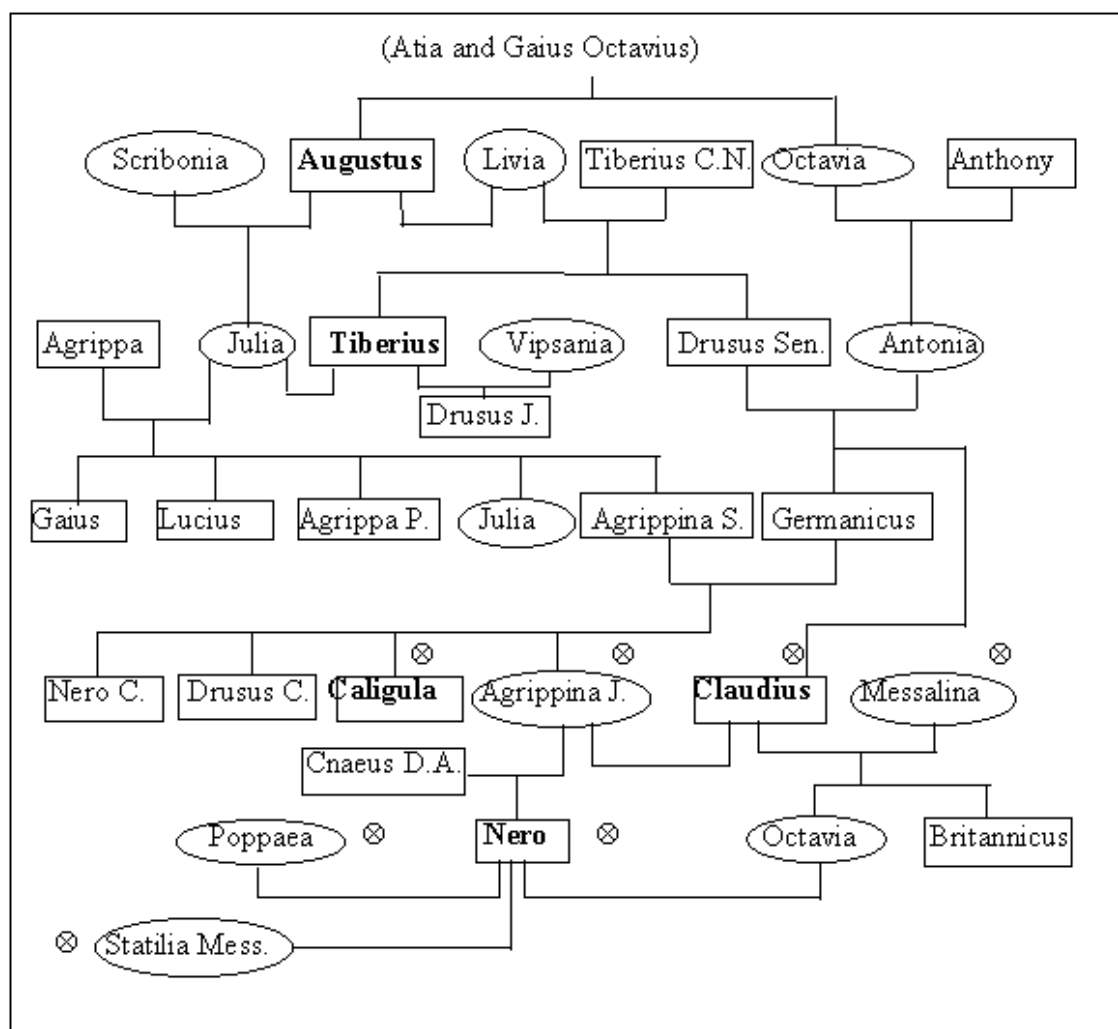 (Atia and Gaius Octavius)
Scribonia
Augustus
Livia
Tiberius C.N.
Octavia
Anthony
Agrippa
Julia
Tiberius
Vipsania
Drusus Sen.
Antonia
Drusus J.
Gaius
Lucius
Agrippa P.
Julia
Agrippina S.
Germanicus
Nero C.
Drusus C.
Caligula
Agrippina J.
Claudius
Messalina
Cnaeus D.A.
Poppaea
Nero
Octavia
Britannicus
Statilia Mess.